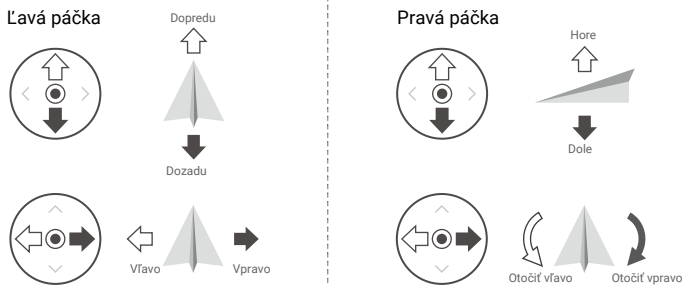 Ľavá páčka
Dopredu
Dozadu
Vľavo
Vpravo
Pravá páčka
Hore
Dole
Otočiť vľavo
Otočiť vpravo